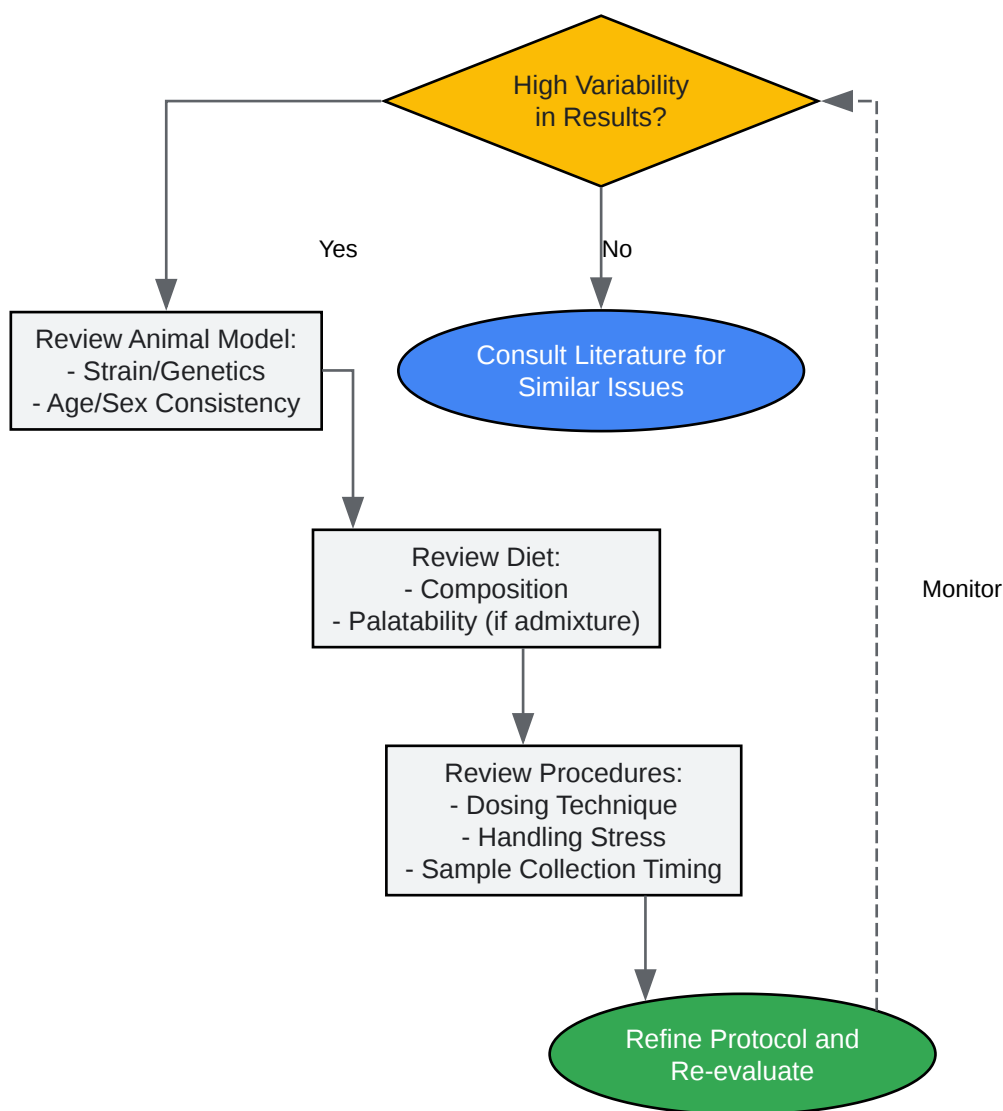 High Variability
in Results?
Yes
No
Review Animal Model:
- Strain/Genetics
- Age/Sex Consistency
Consult Literature for
Similar Issues
Review Diet:
- Composition
- Palatability (if admixture)
Monitor
Review Procedures:
- Dosing Technique
- Handling Stress
- Sample Collection Timing
Refine Protocol and
Re-evaluate